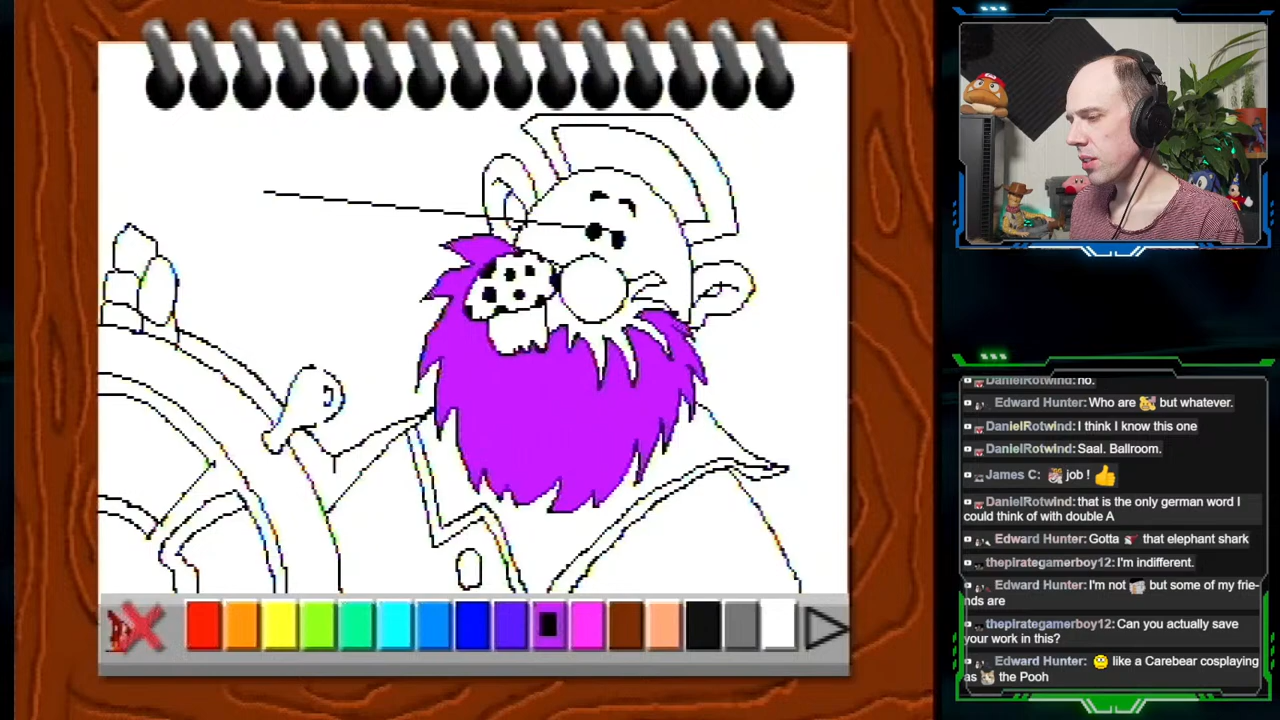 DanielRotwind: no.
Edward Hunter: Who are but whatever.
DanielRotwind: I think I know this one
DanielRotwind: Saal. Ballroom.
James C: job !
DanielRotwind: that is the only german word I
could think of with double A
Edward Hunter: Gotta that elephant shark
thepirategamerboy12: I'm indifferent.
Edward Hunter: I'm not but some of my frie-
nds are
thepirategamerboy12: Can you actually save
your work in this?
Edward Hunter: like a Carebear cosplaying
as the Pooh